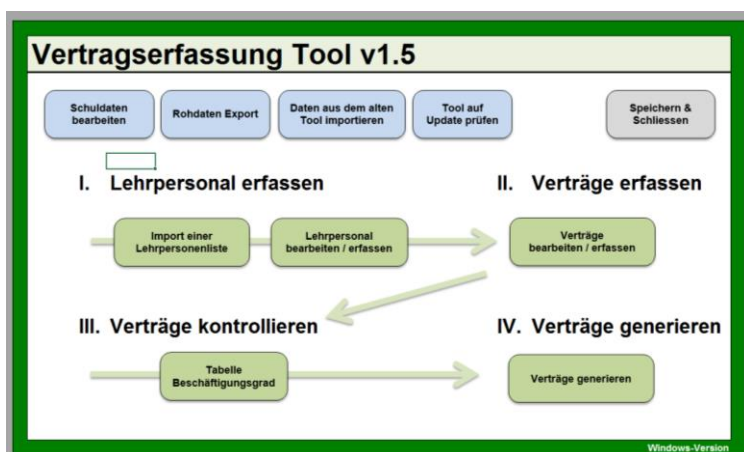 Vertragserfassung Tool v1.5
Schuldaten
bearbeiten
Rohdaten Export
Daten aus dem alten
Tool importieren
Tool auf
Update prüfen
Speichern &
Schliessen
I. Lehrpersonal erfassen
II. Verträge erfassen
Import einer
Lehrpersonenliste
Lehrpersonal
bearbeiten / erfassen
Verträge
bearbeiten / erfassen
III. Verträge kontrollieren
IV. Verträge generieren
Tabelle
Beschäftigungsgrad
Verträge generieren
Windows-Version